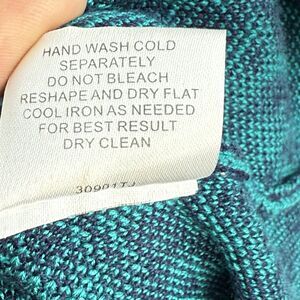 HAND WASH COLD
SEPARATELY
DO NOT BLEACH
RESHAPE AND DRY FLAT
COOL IRON AS NEEDED
FOR BEST RESULT
DRY CLEAN